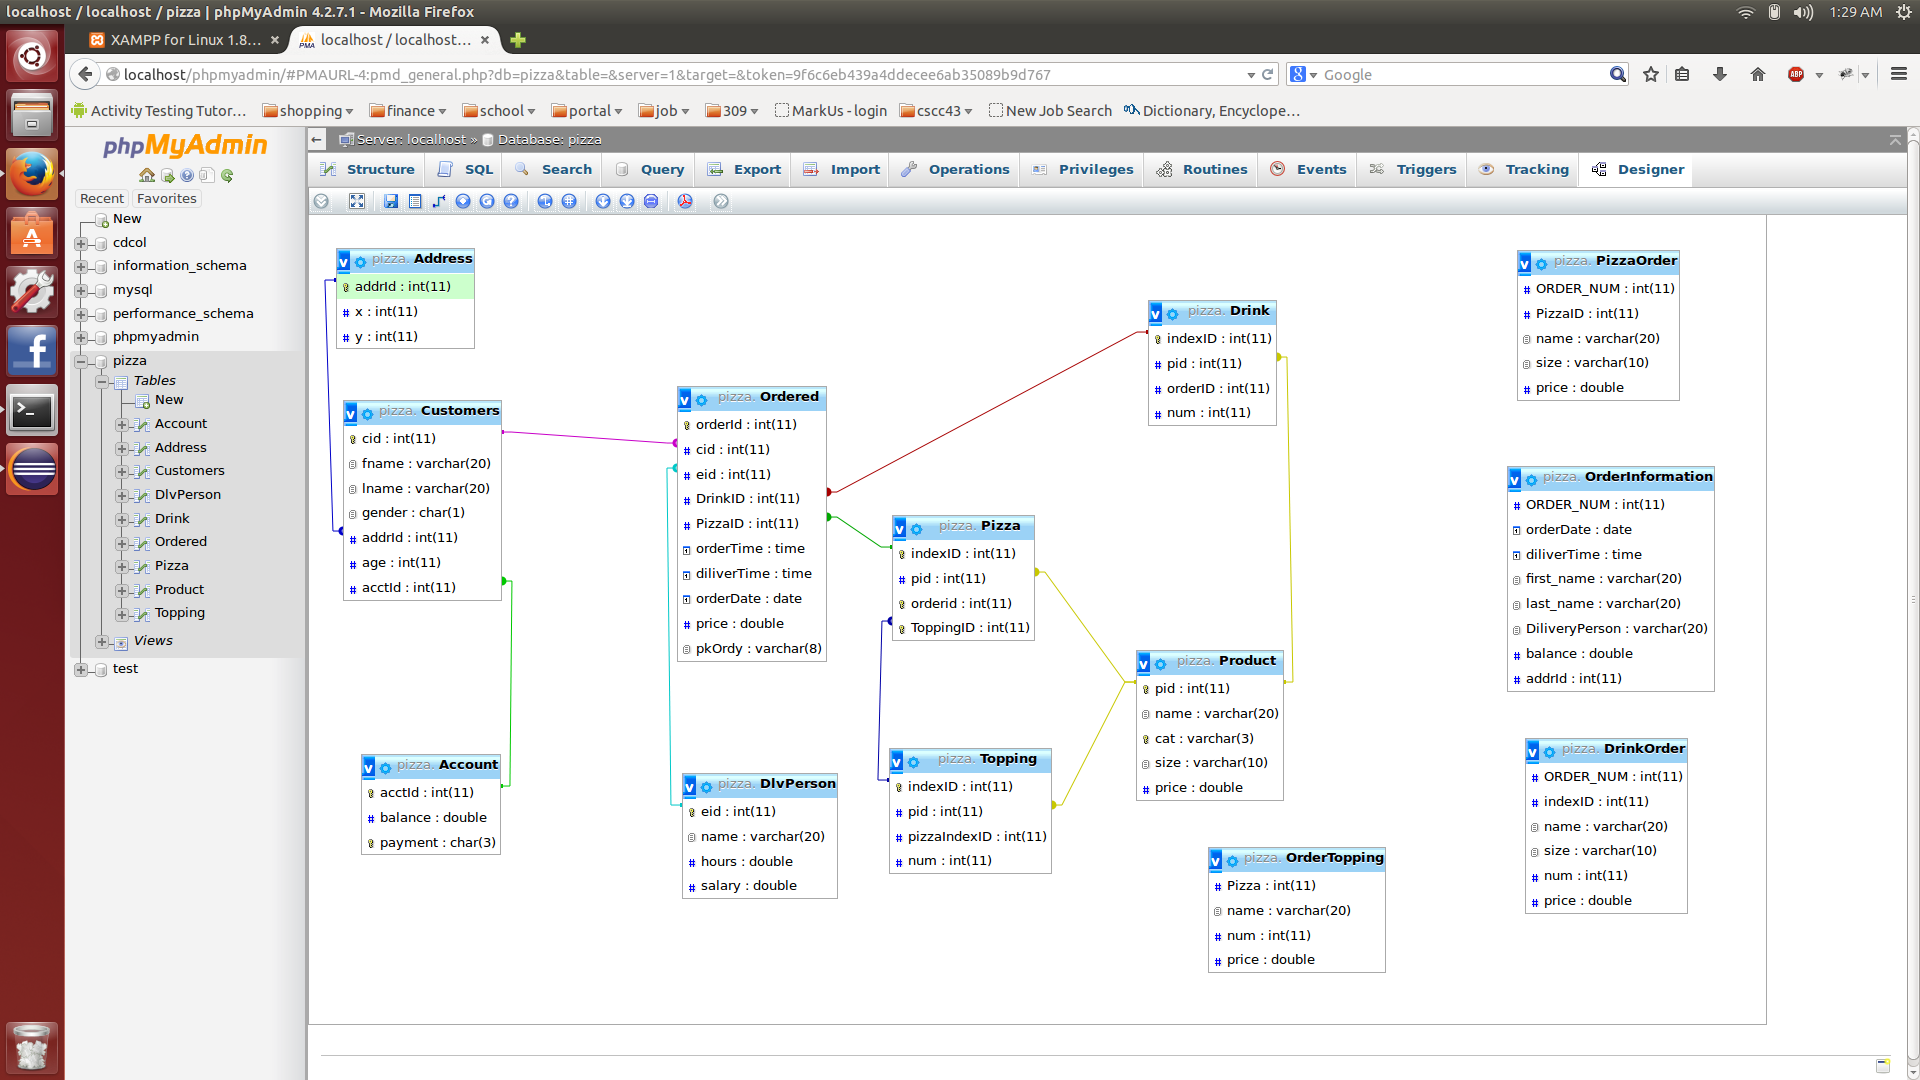 localhost / localhost / pizza | phpMyAdmin 4.2.7.1 - Mozilla Firefox
1:29 AM
XAMPP for Linux 1.8...
localhost / localhost...
localhost/phpmyadmin/#PMAURL-4:pmd_general.php?db=pizza&table=&server=1&target=&token=9f6c6eb439a4ddecee6ab35089b9d767
Google
Activity Testing Tutor...
shopping
finance
school
portal
job
309
MarkUs - login
cscc43
New Job Search
Dictionary, Encyclope...
phpMyAdmin
Recent
Favorites
New
cdcol
information_schema
mysql
performance_schema
phpmyadmin
pizza
Tables
New
Account
Address
Customers
DlvPerson
Drink
Ordered
Pizza
Product
Topping
Views
test
Server: localhost » Database: pizza
Structure
SQL
Search
Query
Export
Import
Operations
Privileges
Routines
Events
Triggers
Tracking
Designer
pizza. Address
addrId : int(11)
x : int(11)
y : int(11)
pizza. Customers
cid : int(11)
fname : varchar(20)
lname : varchar(20)
gender : char(1)
addrId : int(11)
age : int(11)
acctId : int(11)
pizza. Account
acctId : int(11)
balance : double
payment : char(3)
pizza. Ordered
orderId : int(11)
cid : int(11)
eid : int(11)
DrinkID : int(11)
PizzaID : int(11)
orderTime : time
diliverTime : time
orderDate : date
price : double
pkOrdy : varchar(8)
pizza. DlvPerson
eid : int(11)
name : varchar(20)
hours : double
salary : double
pizza. Pizza
indexID : int(11)
pid : int(11)
orderid : int(11)
ToppingID : int(11)
pizza. Topping
indexID : int(11)
pid : int(11)
pizzaIndexID : int(11)
num : int(11)
pizza. Drink
indexID : int(11)
pid : int(11)
orderID : int(11)
num : int(11)
pizza. Product
pid : int(11)
name : varchar(20)
cat : varchar(3)
size : varchar(10)
price : double
pizza. OrderTopping
Pizza : int(11)
name : varchar(20)
num : int(11)
price : double
pizza. PizzaOrder
ORDER_NUM : int(11)
PizzaID : int(11)
name : varchar(20)
size : varchar(10)
price : double
pizza. OrderInformation
ORDER_NUM : int(11)
orderDate : date
diliverTime : time
first_name : varchar(20)
last_name : varchar(20)
DiliveryPerson : varchar(20)
balance : double
addrId : int(11)
pizza. DrinkOrder
ORDER_NUM : int(11)
indexID : int(11)
name : varchar(20)
size : varchar(10)
num : int(11)
price : double